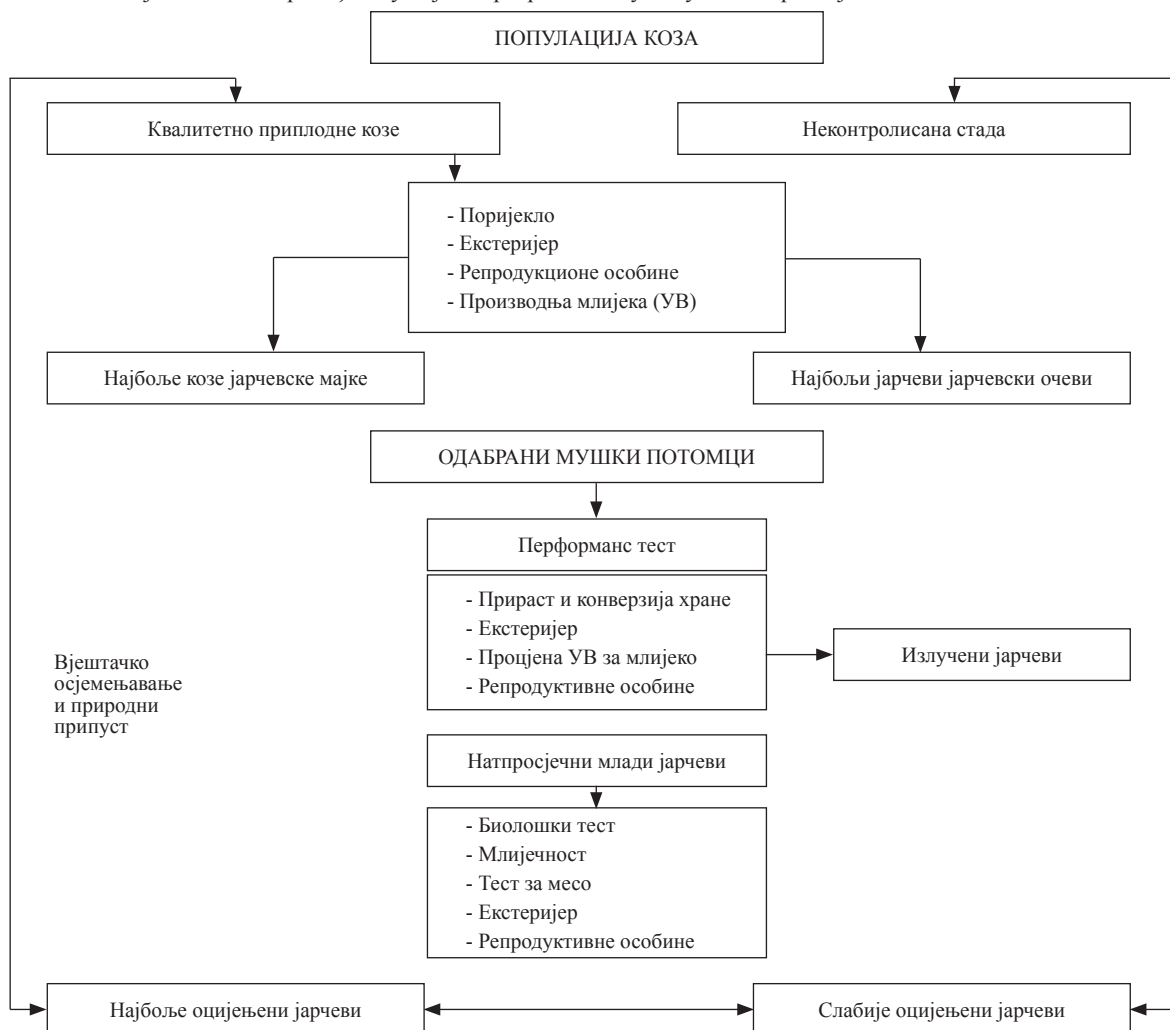 ПОПУЛАЦИЈА КОЗА
Квалитетно приплодне козе
Неконтролисана стада
- Поријекло
- Екстеријер
- Репродукционе особине
- Производња млијека (УВ)
Најбоље козе јарчевске мајке
Најбољи јарчеви јарчевски очеви
ОДАБРАНИ МУШКИ ПОТОМЦИ
Перформанс тест
- Прираст и конверзија хране
- Екстеријер
- Процјена УВ за млијеко
- Репродуктивне особине
Излучени јарчеви
Вјештачко
осјемењавање
и природни
припуст
Натпросјечни млади јарчеви
- Биолошки тест
- Млијечност
- Тест за месо
- Екстеријер
- Репродуктивне особине
Најбоље оцијењени јарчеви
Слабије оцијењени јарчеви